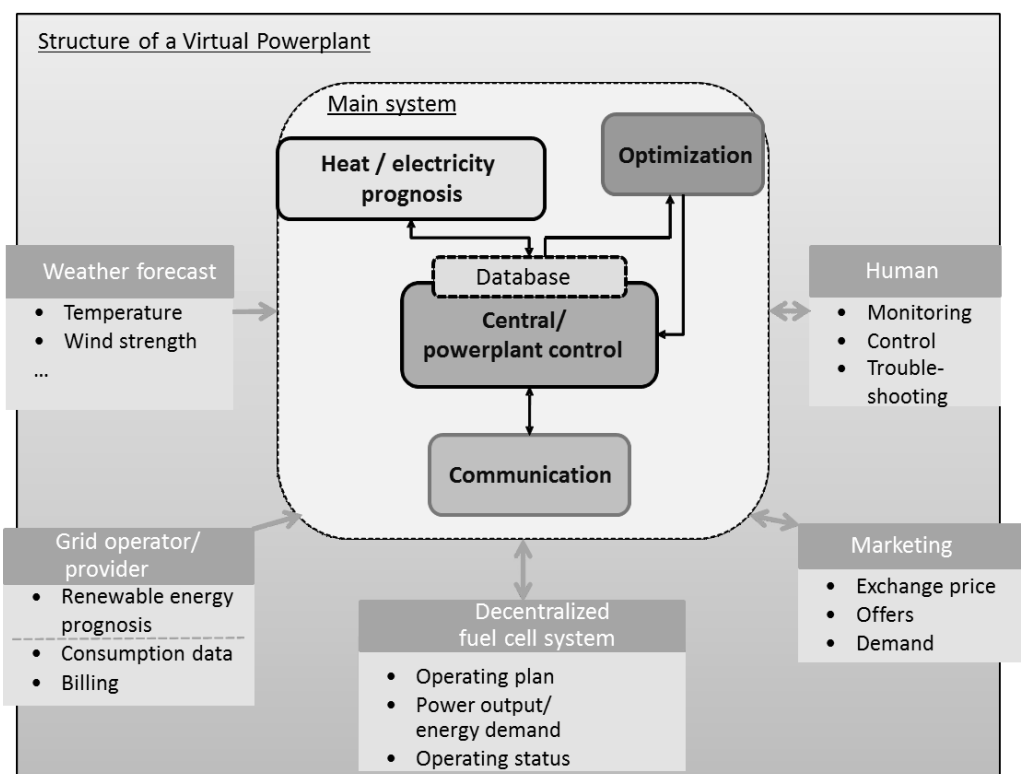 Structure of a Virtual Powerplant
Main system
Heat / electricity
prognosis
Optimization
Database
Central/
powerplant control
Communication
Weather forecast
• Temperature
• Wind strength
...
Human
• Monitoring
• Control
• Trouble-
shooting
Grid operator/
provider
• Renewable energy
prognosis
• Consumption data
• Billing
Decentralized
fuel cell system
• Operating plan
• Power output/
energy demand
• Operating status
Marketing
• Exchange price
• Offers
• Demand